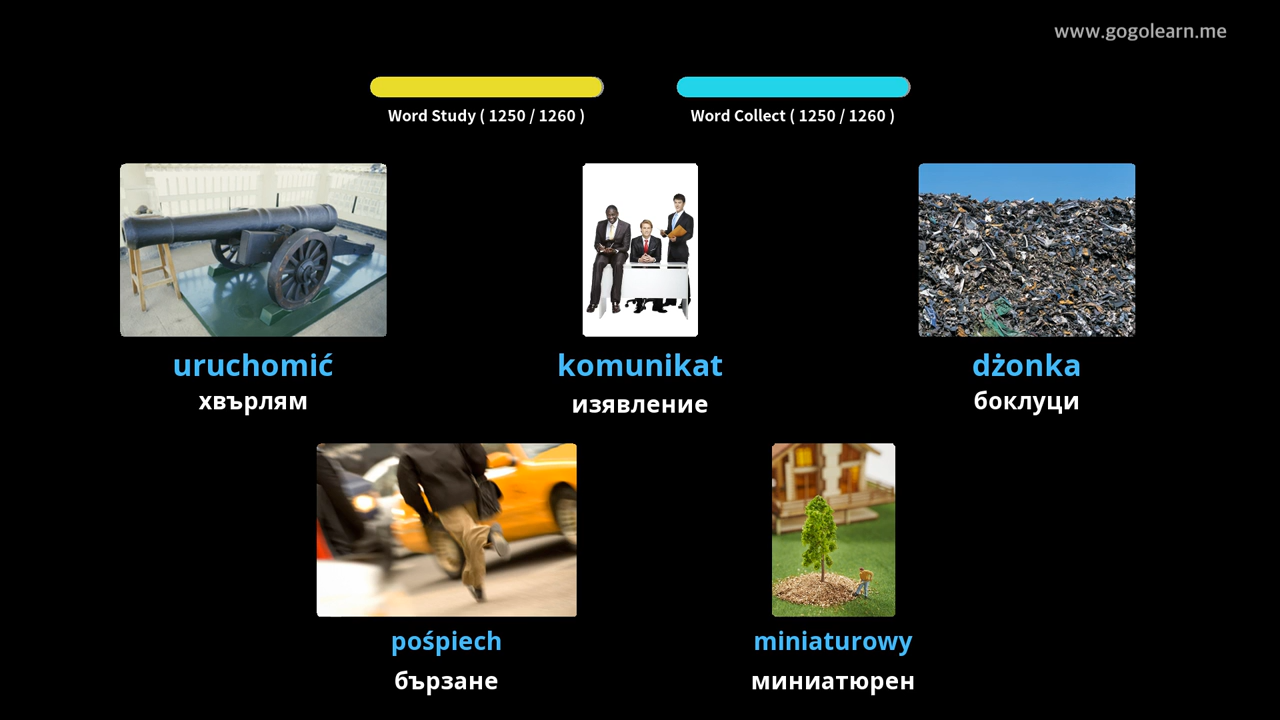 www.gogolearn.me
Word Study ( 1250 / 1260 )
Word Collect ( 1250 / 1260 )
uruchomić
хвърлям
komunikat
изявление
dżonka
боклуци
pośpiech
бързане
miniaturowy
миниатюрен